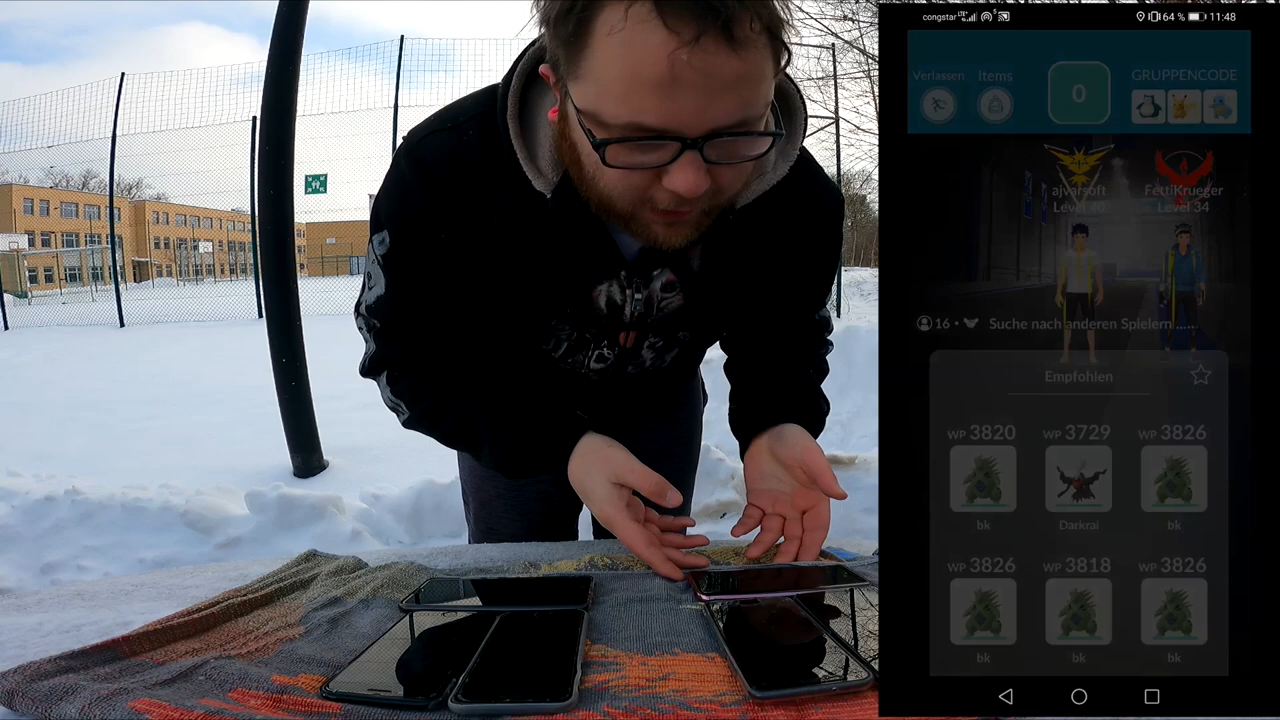 congstar LTE 64 % 11:48
Verlassen Items 0 GRUPPENCODE
ajvarsoft FettiKrueger
Level 40 Level 34
16 • Suche nach anderen Spielern ......
Empfohlen
WP 3820 WP 3729 WP 3826
bk Darkrai bk
WP 3826 WP 3818 WP 3826
bk bk bk